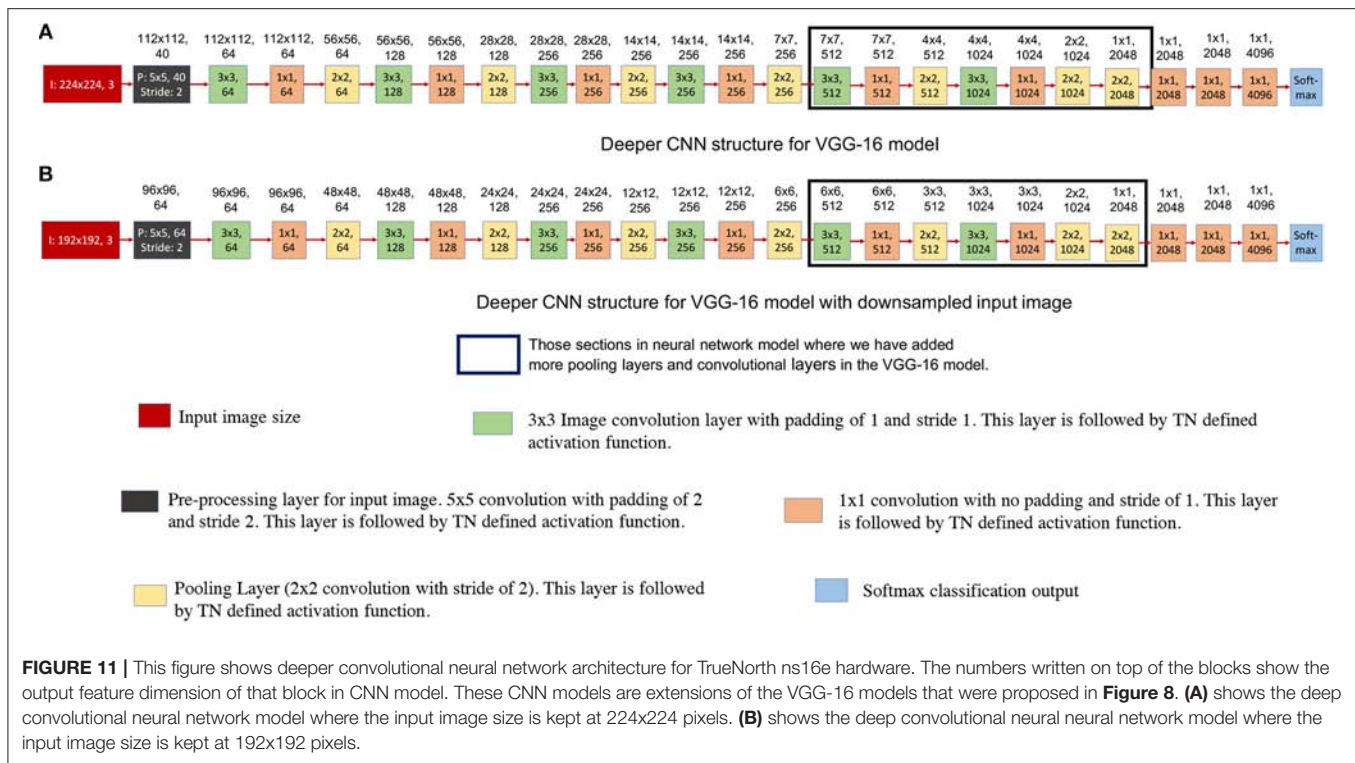 A
112x112, 112x112, 112x112, 56x56, 56x56, 56x56, 28x28, 28x28, 28x28, 14x14, 14x14, 14x14, 7x7, 7x7, 7x7, 4x4, 4x4, 2x2, 1x1, 1x1, 1x1, 1x1,
40 64 64 64 128 128 128 256 256 256 256 256 256 512 512 512 1024 1024 2048 2048 2048 4096
I: 224x224, 3
P: 5x5, 40 3x3, 1x1, 2x2, 3x3, 1x1, 2x2, 3x3, 1x1, 2x2, 3x3, 1x1, 2x2, 3x3, 1x1, 2x2, 3x3, 1x1, 2x2, 2x2, 1x1, 1x1, 1x1, Soft-
Stride: 2 64 64 64 128 128 128 256 256 256 256 256 256 512 512 512 1024 1024 1024 2048 2048 2048 4096 max
Deeper CNN structure for VGG-16 model
B
96x96, 96x96, 96x96, 48x48, 48x48, 48x48, 24x24, 24x24, 24x24, 12x12, 12x12, 12x12, 6x6, 6x6, 6x6, 3x3, 3x3, 3x3, 2x2, 1x1, 1x1, 1x1, 1x1,
64 64 64 64 128 128 128 256 256 256 256 256 256 512 512 512 1024 1024 1024 2048 2048 2048 4096
I: 192x192, 3
P: 5x5, 64 3x3, 1x1, 2x2, 3x3, 1x1, 2x2, 3x3, 1x1, 2x2, 3x3, 1x1, 2x2, 3x3, 1x1, 2x2, 3x3, 1x1, 2x2, 2x2, 1x1, 1x1, 1x1, Soft-
Stride: 2 64 64 64 128 128 128 256 256 256 256 256 256 512 512 512 1024 1024 1024 2048 2048 2048 4096 max
Deeper CNN structure for VGG-16 model with downsampled input image
Those sections in neural network model where we have added
more pooling layers and convolutional layers in the VGG-16 model.
Input image size
3x3 Image convolution layer with padding of 1 and stride 1. This layer is followed by TN defined
activation function.
Pre-processing layer for input image. 5x5 convolution with padding of 2
and stride 2. This layer is followed by TN defined activation function.
1x1 convolution with no padding and stride of 1. This layer
is followed by TN defined activation function.
Pooling Layer (2x2 convolution with stride of 2). This layer is followed
by TN defined activation function.
Softmax classification output
FIGURE 11 | This figure shows deeper convolutional neural network architecture for TrueNorth ns16e hardware. The numbers written on top of the blocks show the
output feature dimension of that block in CNN model. These CNN models are extensions of the VGG-16 models that were proposed in Figure 8. (A) shows the deep
convolutional neural network model where the input image size is kept at 224x224 pixels. (B) shows the deep convolutional neural neural network model where the
input image size is kept at 192x192 pixels.